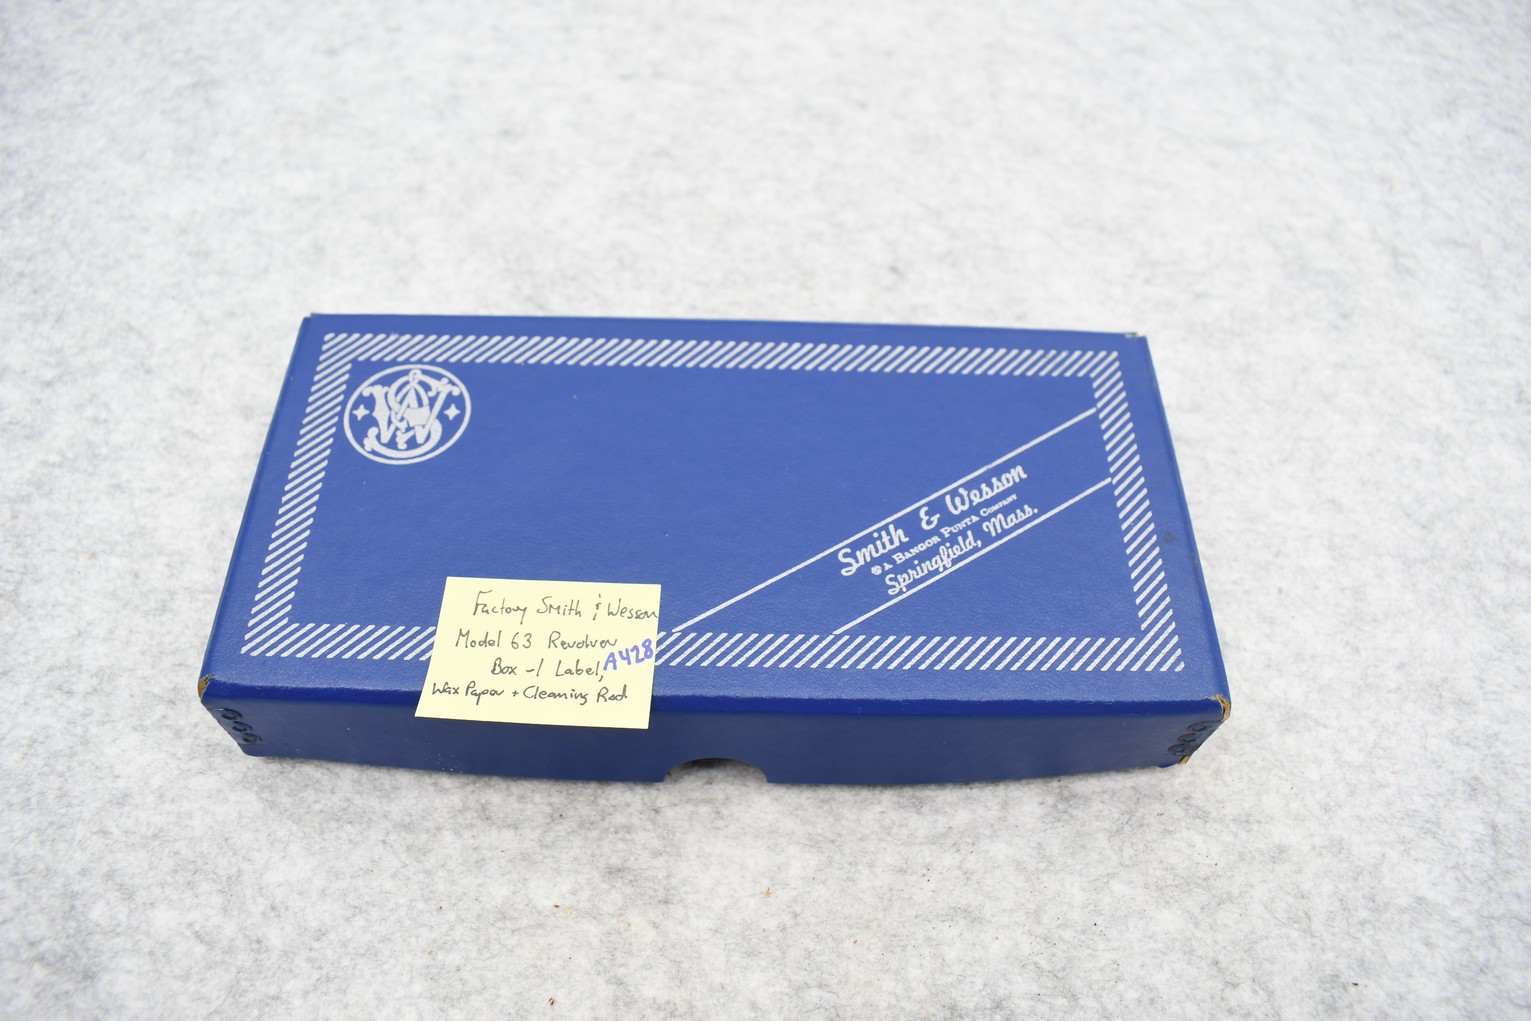 Smith & Wesson
A BANGOR PUNTA COMPANY
Springfield, Mass.
Factory Smith & Wesson
Model 63 Revolver
Box -1 Label, A428
Wax Paper + Cleaning Rod